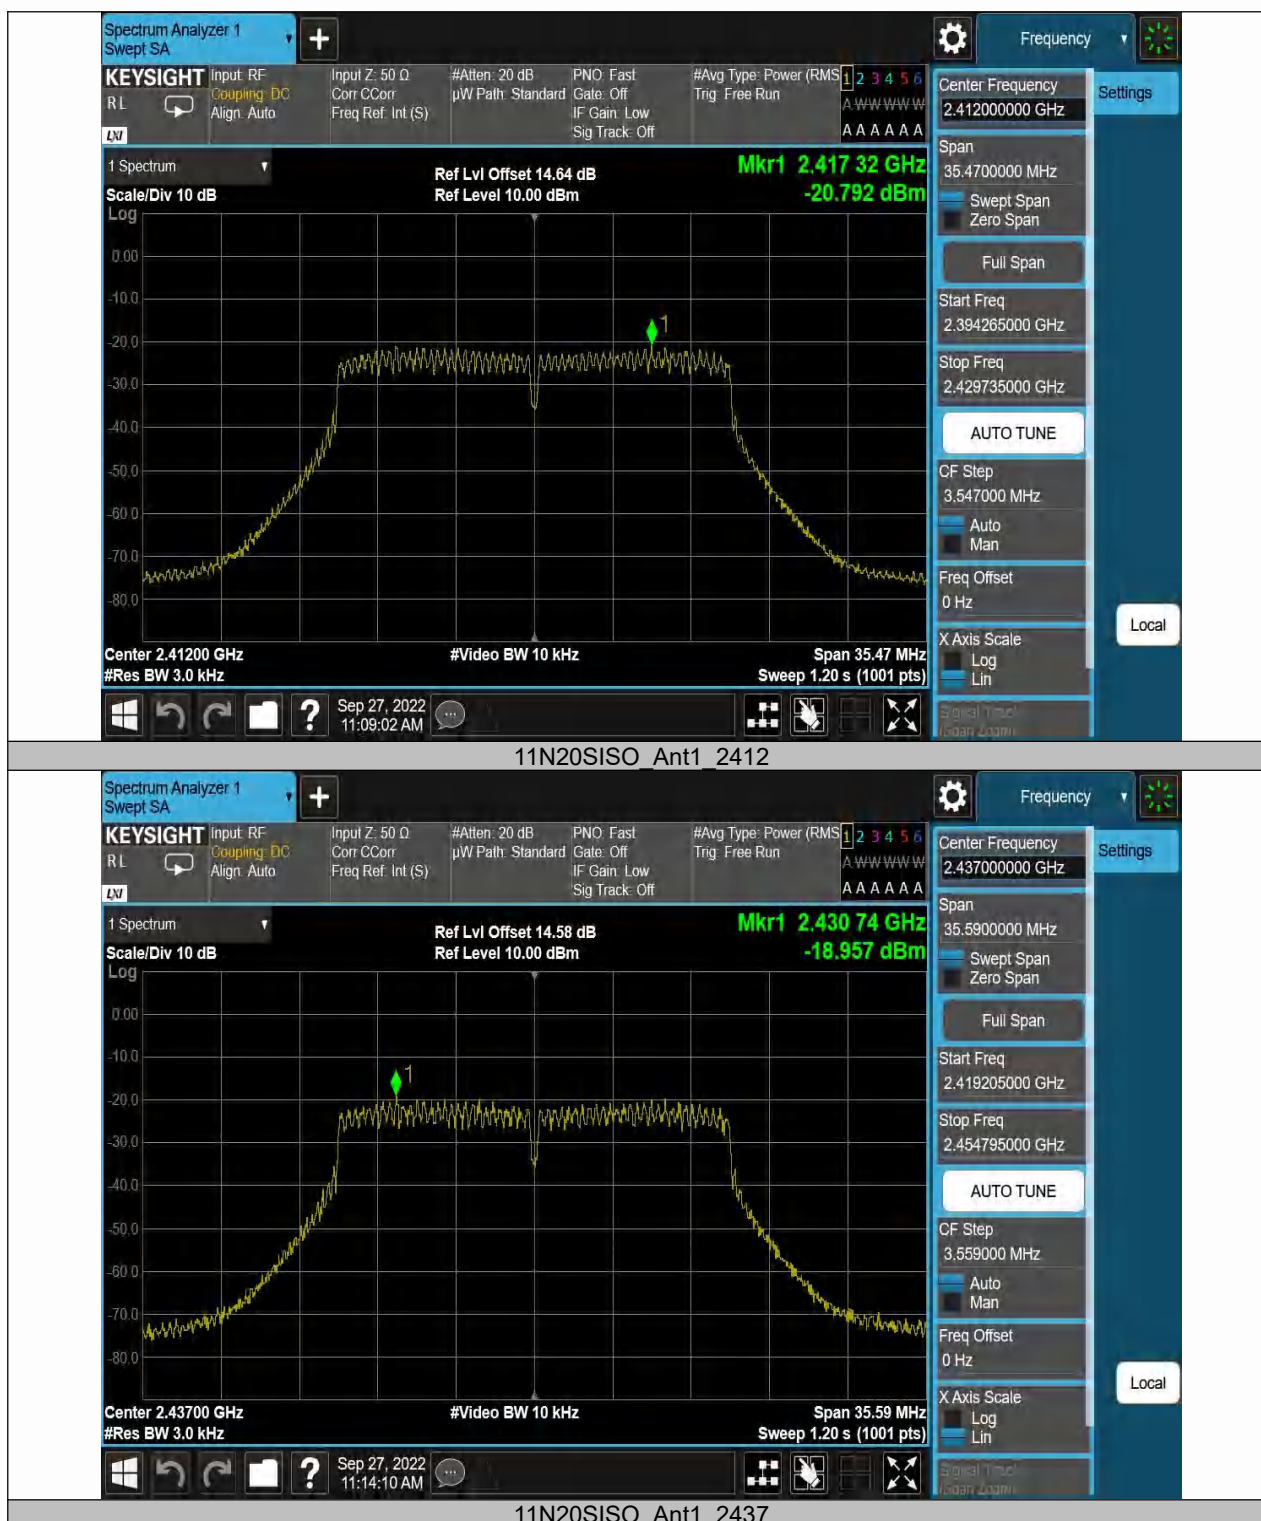 Spectrum Analyzer 1
Swept SA
Frequency
KEYSIGHT
R L
LXI
Input: RF
Coupling: DC
Align: Auto
Input Z: 50 Ω
Corr CCorr
Freq Ref: Int (S)
#Atten: 20 dB
µW Path: Standard
PNO: Fast
Gate: Off
IF Gain: Low
Sig Track: Off
#Avg Type: Power (RMS
Trig: Free Run
1 2 3 4 5 6
A W W W W W
A A A A A A
1 Spectrum
Scale/Div 10 dB
Log
Ref Lvl Offset 14.64 dB
Ref Level 10.00 dBm
Mkr1 2.417 32 GHz
-20.792 dBm
0.00
-10.0
-20.0
-30.0
-40.0
-50.0
-60.0
-70.0
-80.0
1
Center 2.41200 GHz
#Res BW 3.0 kHz
#Video BW 10 kHz
Span 35.47 MHz
Sweep 1.20 s (1001 pts)
Sep 27, 2022
11:09:02 AM
Center Frequency
2.412000000 GHz
Settings
Span
35.4700000 MHz
Swept Span
Zero Span
Full Span
Start Freq
2.394265000 GHz
Stop Freq
2.429735000 GHz
AUTO TUNE
CF Step
3.547000 MHz
Auto
Man
Freq Offset
0 Hz
X Axis Scale
Log
Lin
Signal Track
(Span Zoom)
Local
11N20SISO_Ant1_2412
Spectrum Analyzer 1
Swept SA
Frequency
KEYSIGHT
R L
LXI
Input: RF
Coupling: DC
Align: Auto
Input Z: 50 Ω
Corr CCorr
Freq Ref: Int (S)
#Atten: 20 dB
µW Path: Standard
PNO: Fast
Gate: Off
IF Gain: Low
Sig Track: Off
#Avg Type: Power (RMS
Trig: Free Run
1 2 3 4 5 6
A W W W W W
A A A A A A
1 Spectrum
Scale/Div 10 dB
Log
Ref Lvl Offset 14.58 dB
Ref Level 10.00 dBm
Mkr1 2.430 74 GHz
-18.957 dBm
0.00
-10.0
-20.0
-30.0
-40.0
-50.0
-60.0
-70.0
-80.0
1
Center 2.43700 GHz
#Res BW 3.0 kHz
#Video BW 10 kHz
Span 35.59 MHz
Sweep 1.20 s (1001 pts)
Sep 27, 2022
11:14:10 AM
Center Frequency
2.437000000 GHz
Settings
Span
35.5900000 MHz
Swept Span
Zero Span
Full Span
Start Freq
2.419205000 GHz
Stop Freq
2.454795000 GHz
AUTO TUNE
CF Step
3.559000 MHz
Auto
Man
Freq Offset
0 Hz
X Axis Scale
Log
Lin
Signal Track
(Span Zoom)
Local
11N20SISO_Ant1_2437